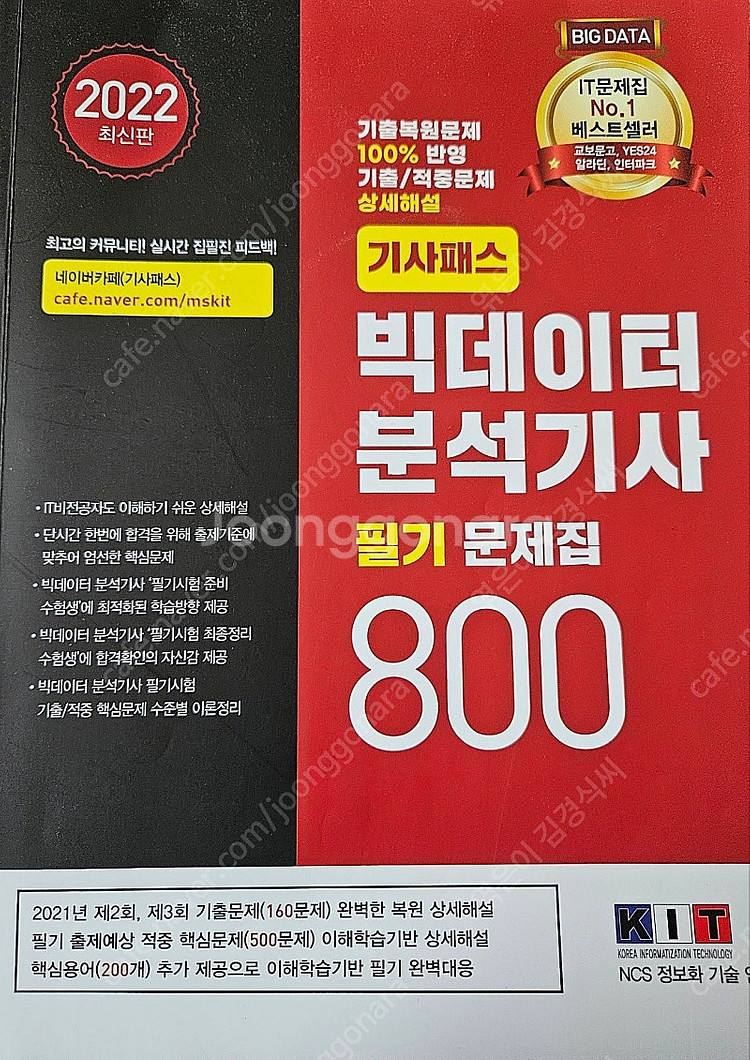 BIG DATA
IT문제집
No.1
베스트셀러
교보문고, YES24
알라딘, 인터파크
2022
최신판
기출복원문제
100% 반영
기출/적중문제
상세해설
최고의 커뮤니티! 실시간 집필진 피드백!
네이버카페(기사패스)
cafe.naver.com/mskit
기사패스
빅데이터
분석기사
필기 문제집
800
• IT비전공자도 이해하기 쉬운 상세해설
• 단시간 한번에 합격을 위해 출제기준에
맞추어 엄선한 핵심문제
• 빅데이터 분석기사 '필기시험 준비
수험생'에 최적화된 학습방향 제공
• 빅데이터 분석기사 '필기시험 최종정리
수험생'에 합격확인의 자신감 제공
• 빅데이터 분석기사 필기시험
기출/적중 핵심문제 수준별 이론정리
Joonggonara
cafe.naver.com/joonggonara
2021년 제2회, 제3회 기출문제(160문제) 완벽한 복원 상세해설
필기 출제예상 적중 핵심문제(500문제) 이해학습기반 상세해설
핵심용어(200개) 추가 제공으로 이해학습기반 필기 완벽대응
KIT
KOREA INFORMATIZATION TECHNOLOGY
NCS 정보화 기술